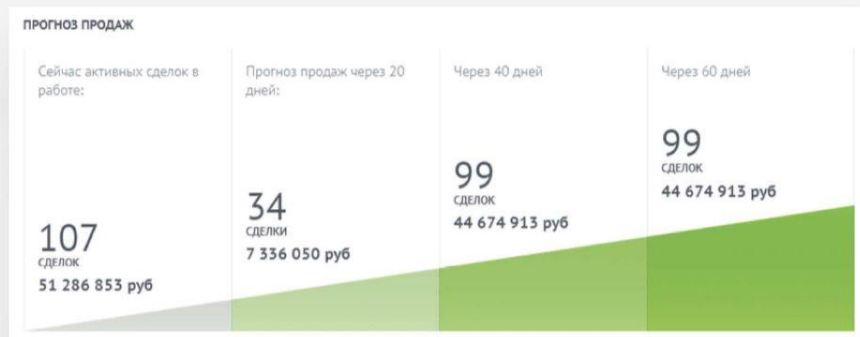 ПРОГНОЗ ПРОДАЖ
Сейчас активных сделок в
работе:
107
СДЕЛОК
51 286 853 руб
Прогноз продаж через 20
дней:
34
СДЕЛКИ
7 336 050 руб
Через 40 дней
99
СДЕЛОК
44 674 913 руб
Через 60 дней
99
СДЕЛОК
44 674 913 руб